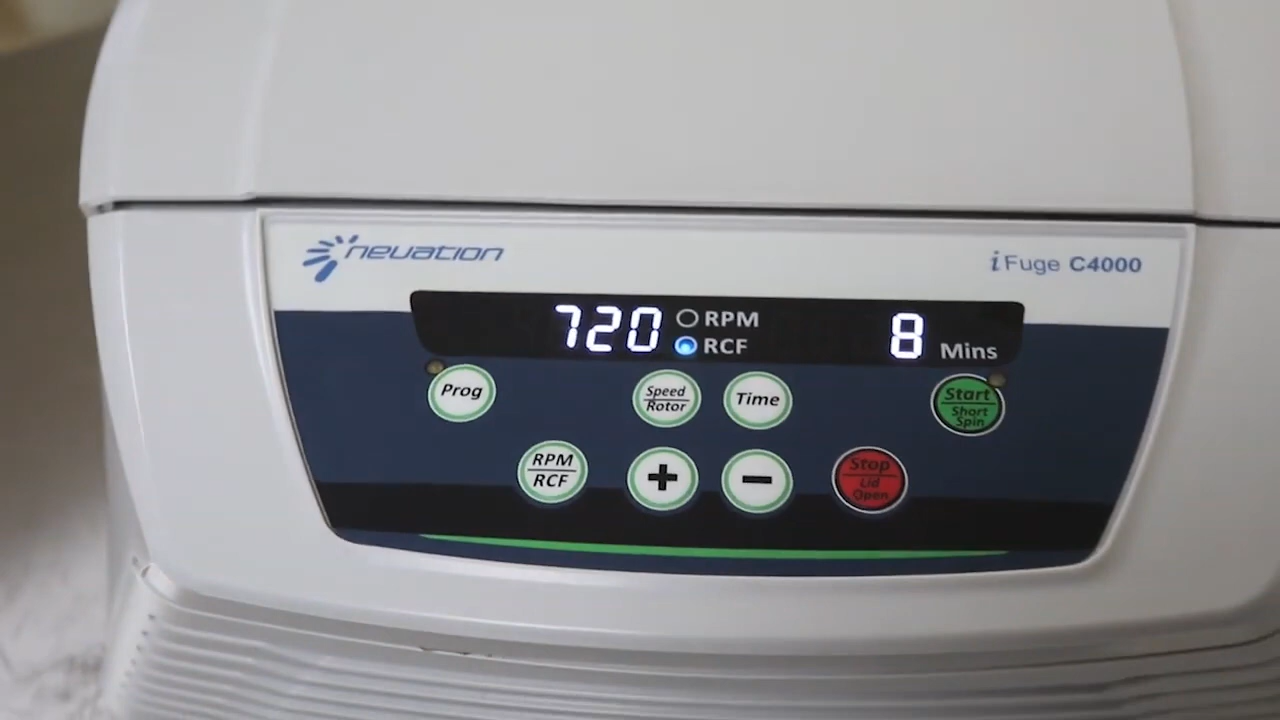 neuation
iFuge C4000
720 RPM
RCF
8 Mins
Prog
Speed
Rotor
Time
Start
Short
Spin
RPM
RCF
+
-
Stop
Lid
Open